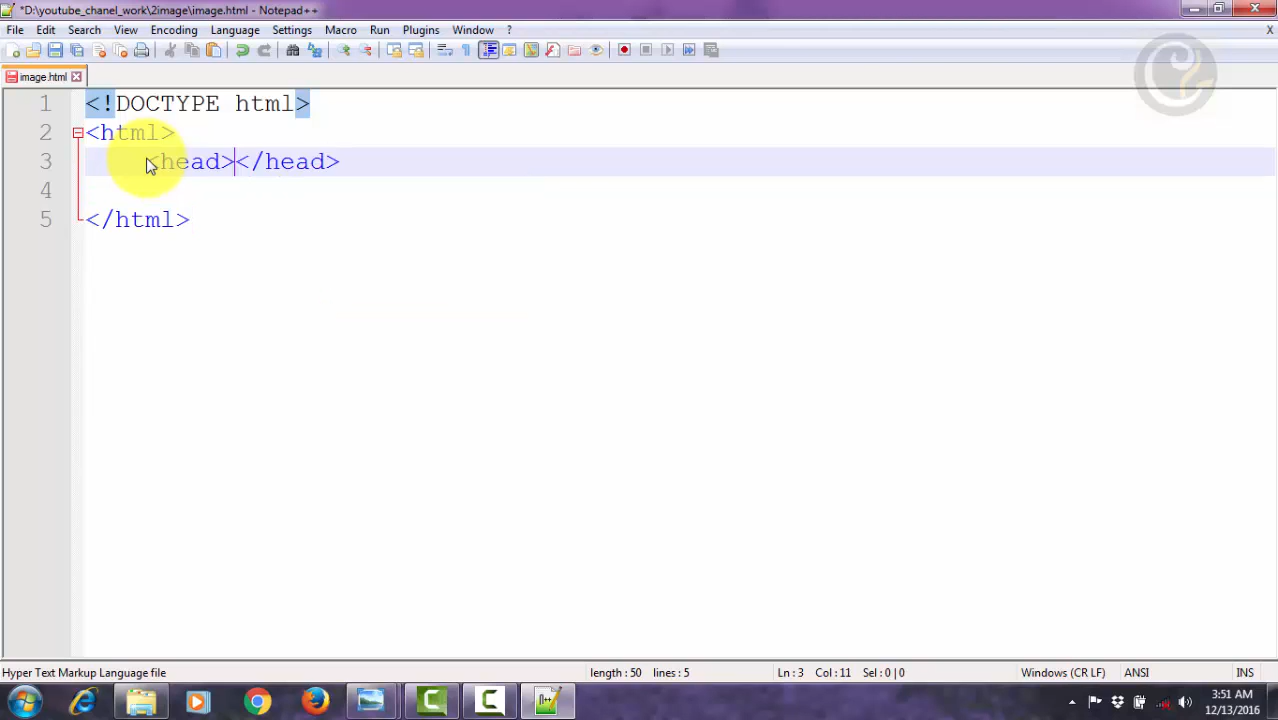 *D:\youtube_chanel_work\2image\image.html - Notepad++
File Edit Search View Encoding Language Settings Macro Run Plugins Window ? X
image.html
1 <!DOCTYPE html>
2 <html>
3 <head></head>
4
5 </html>
Hyper Text Markup Language file length : 50 lines : 5 Ln : 3 Col : 11 Sel : 0 | 0 Windows (CR LF) ANSI INS
3:51 AM
12/13/2016